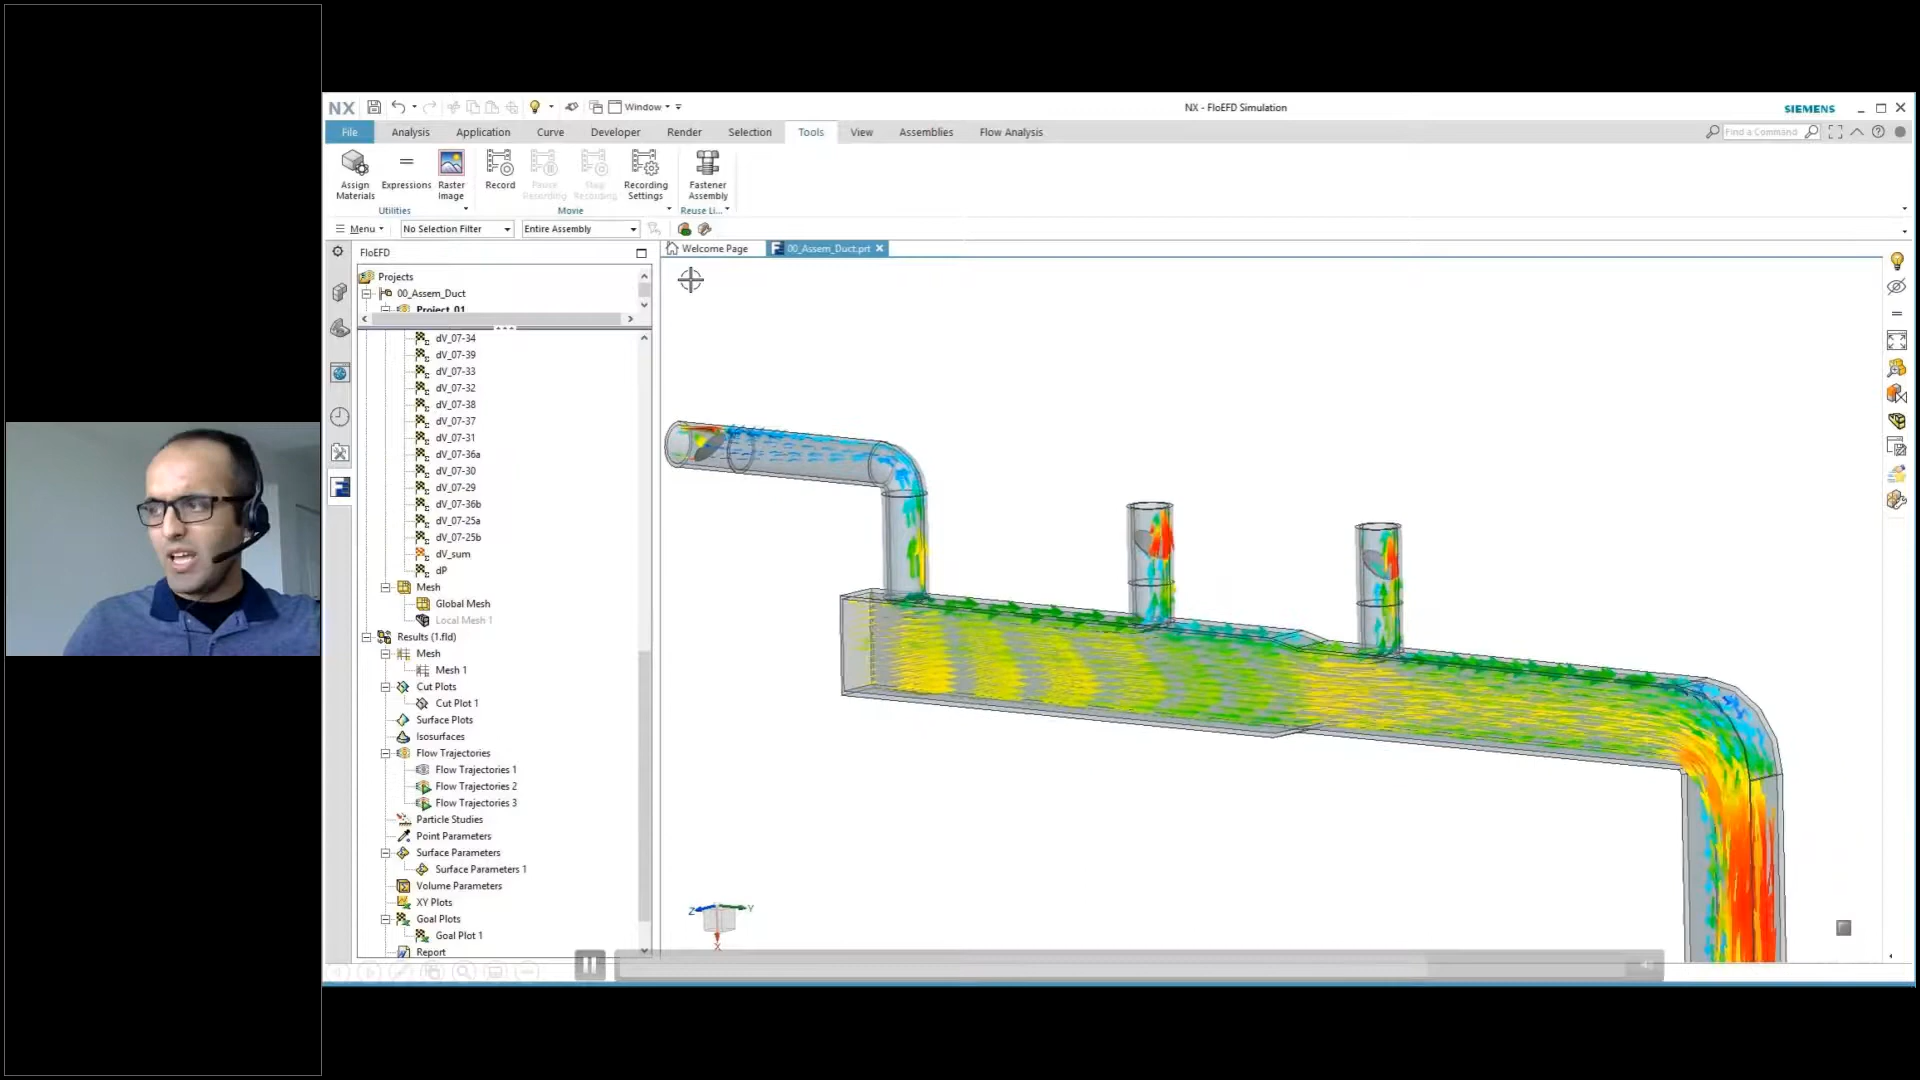 NX Window NX - FloEFD Simulation SIEMENS
File Analysis Application Curve Developer Render Selection Tools View Assemblies Flow Analysis Find a Command
Assign Materials Expressions Raster Image Record Pause Recording Stop Recording Recording Settings Fastener Assembly
Utilities Movie Reuse Li...
Menu No Selection Filter Entire Assembly
FloEFD Welcome Page 00_Assem_Duct.prt
Projects
00_Assem_Duct
Project_01
dV_07-34
dV_07-39
dV_07-33
dV_07-32
dV_07-38
dV_07-37
dV_07-31
dV_07-36a
dV_07-30
dV_07-29
dV_07-36b
dV_07-25a
dV_07-25b
dV_sum
dP
Mesh
Global Mesh
Local Mesh 1
Results (1.fld)
Mesh
Mesh 1
Cut Plots
Cut Plot 1
Surface Plots
Isosurfaces
Flow Trajectories
Flow Trajectories 1
Flow Trajectories 2
Flow Trajectories 3
Particle Studies
Point Parameters
Surface Parameters
Surface Parameters 1
Volume Parameters
XY Plots
Goal Plots
Goal Plot 1
Report
Z Y
X